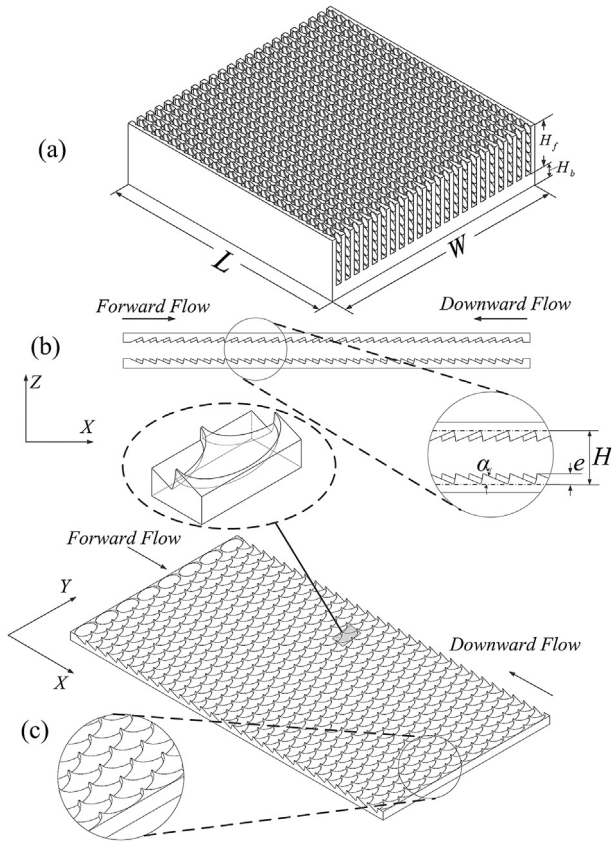 (a)
H_f
H_b
L
W
Forward Flow
Downward Flow
(b)
Z
X
α
e
H
Forward Flow
Y
X
Downward Flow
(c)